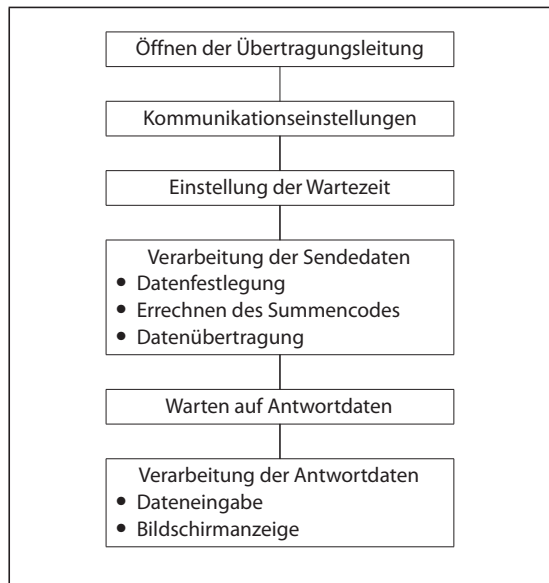 Öffnen der Übertragungsleitung
Kommunikationseinstellungen
Einstellung der Wartezeit
Verarbeitung der Sendedaten
• Datenfestlegung
• Errechnen des Summencodes
• Datenübertragung
Warten auf Antwortdaten
Verarbeitung der Antwortdaten
• Dateneingabe
• Bildschirmanzeige